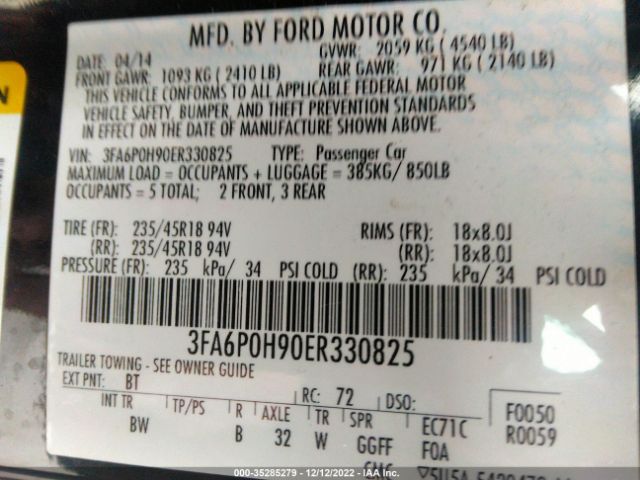 MFD. BY FORD MOTOR CO.
DATE: 04/14
GVWR: 2059 KG ( 4540 LB)
FRONT GAWR: 1093 KG ( 2410 LB)
REAR GAWR: 971 KG ( 2140 LB)
THIS VEHICLE CONFORMS TO ALL APPLICABLE FEDERAL MOTOR
VEHICLE SAFETY, BUMPER, AND THEFT PREVENTION STANDARDS
IN EFFECT ON THE DATE OF MANUFACTURE SHOWN ABOVE.
VIN: 3FA6P0H90ER330825 TYPE: Passenger Car
MAXIMUM LOAD = OCCUPANTS + LUGGAGE = 385KG/ 850LB
OCCUPANTS = 5 TOTAL; 2 FRONT, 3 REAR
TIRE (FR): 235/45R18 94V RIMS (FR): 18x8.0J
(RR): 235/45R18 94V (RR): 18x8.0J
PRESSURE (FR): 235 kPa/ 34 PSI COLD (RR): 235 kPa/ 34 PSI COLD
3FA6P0H90ER330825
TRAILER TOWING - SEE OWNER GUIDE
EXT PNT: BT RC: 72 DSO: F0050
INT TR TP/PS R AXLE TR SPR EC71C R0059
BW B 32 W GGFF F0A
000-35285279 - 12/12/2022 - IAAI.com